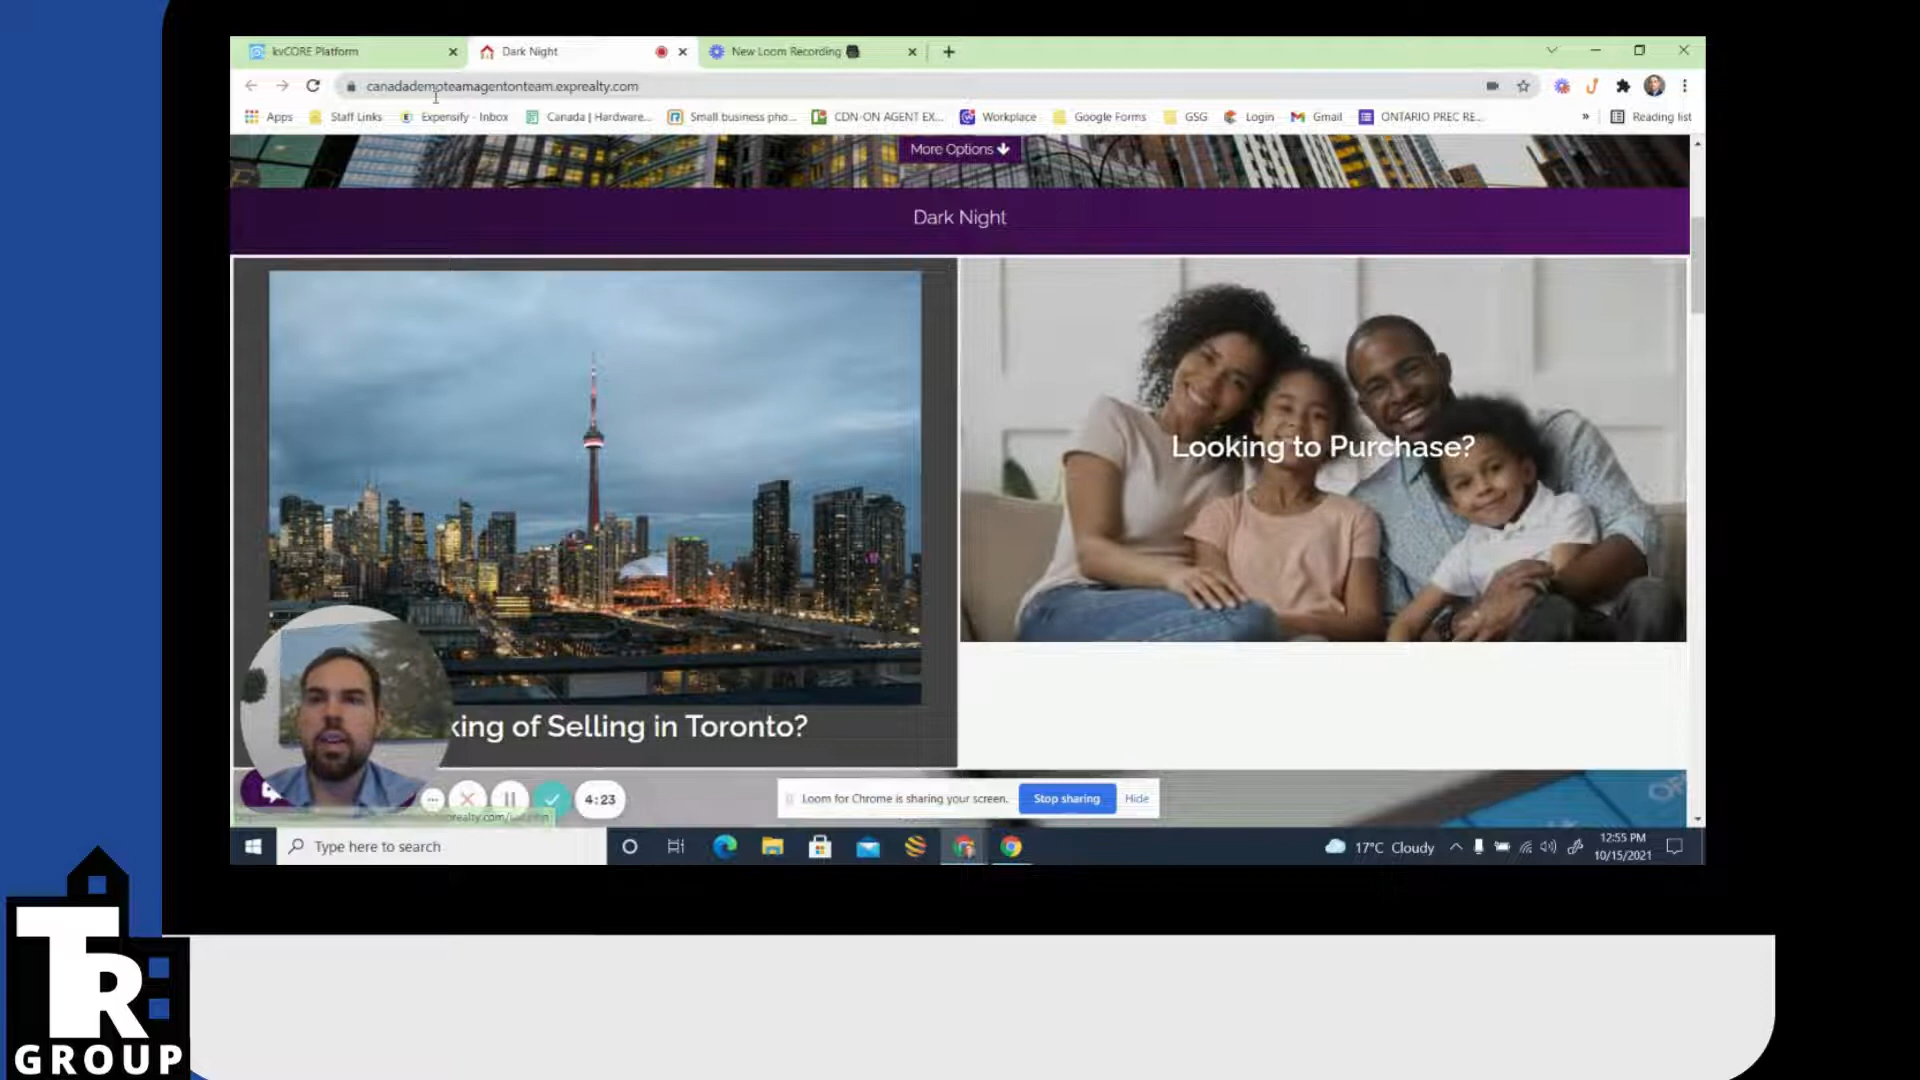 kvCORE Platform
Dark Night
New Loom Recording
canadademoteamagentonteam.exprealty.com
Apps
Staff Links
Expensify - Inbox
Canada | Hardware...
Small business pho...
CDN-ON AGENT EX...
Workplace
Google Forms
GSG
Login
Gmail
ONTARIO PREC RE...
»
Reading list
More Options
Dark Night
Looking to Purchase?
king of Selling in Toronto?
4:23
Loom for Chrome is sharing your screen.
Stop sharing
Hide
Type here to search
17°C Cloudy
12:55 PM
10/15/2021
TR
GROUP